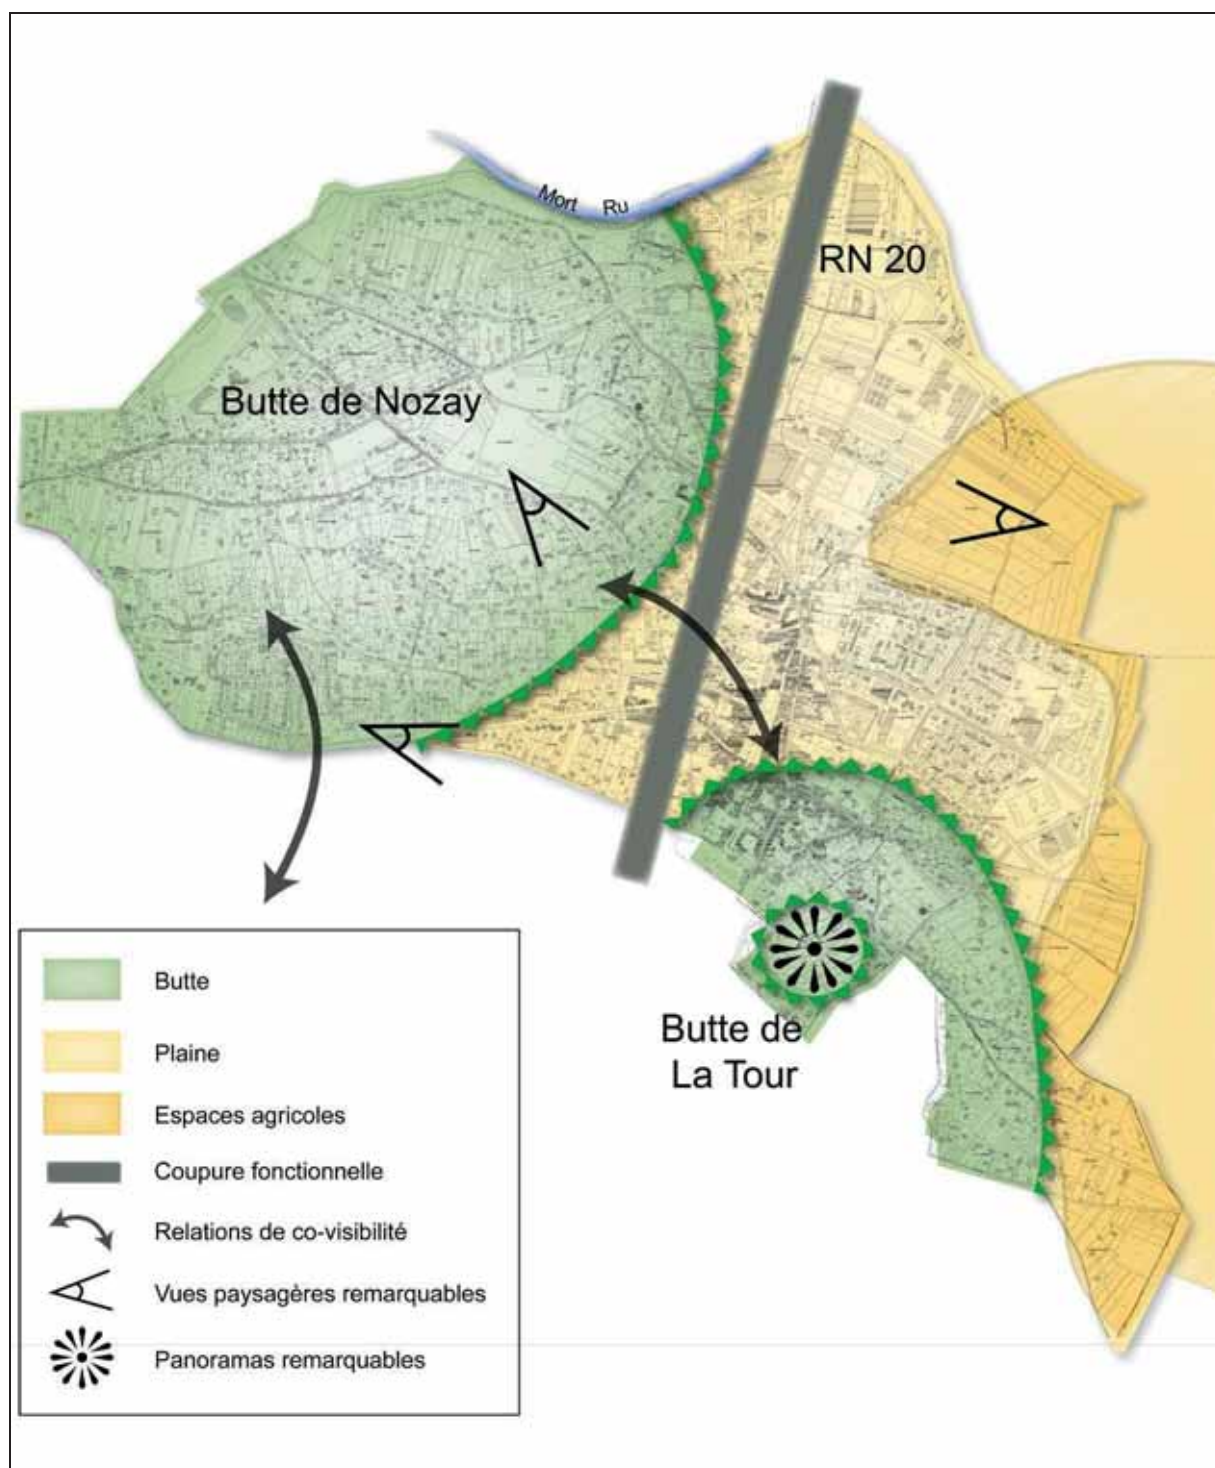 Mort Ru
RN 20
Butte de Nozay
Butte de
La Tour
Butte
Plaine
Espaces agricoles
Coupure fonctionnelle
Relations de co-visibilité
Vues paysagères remarquables
Panoramas remarquables